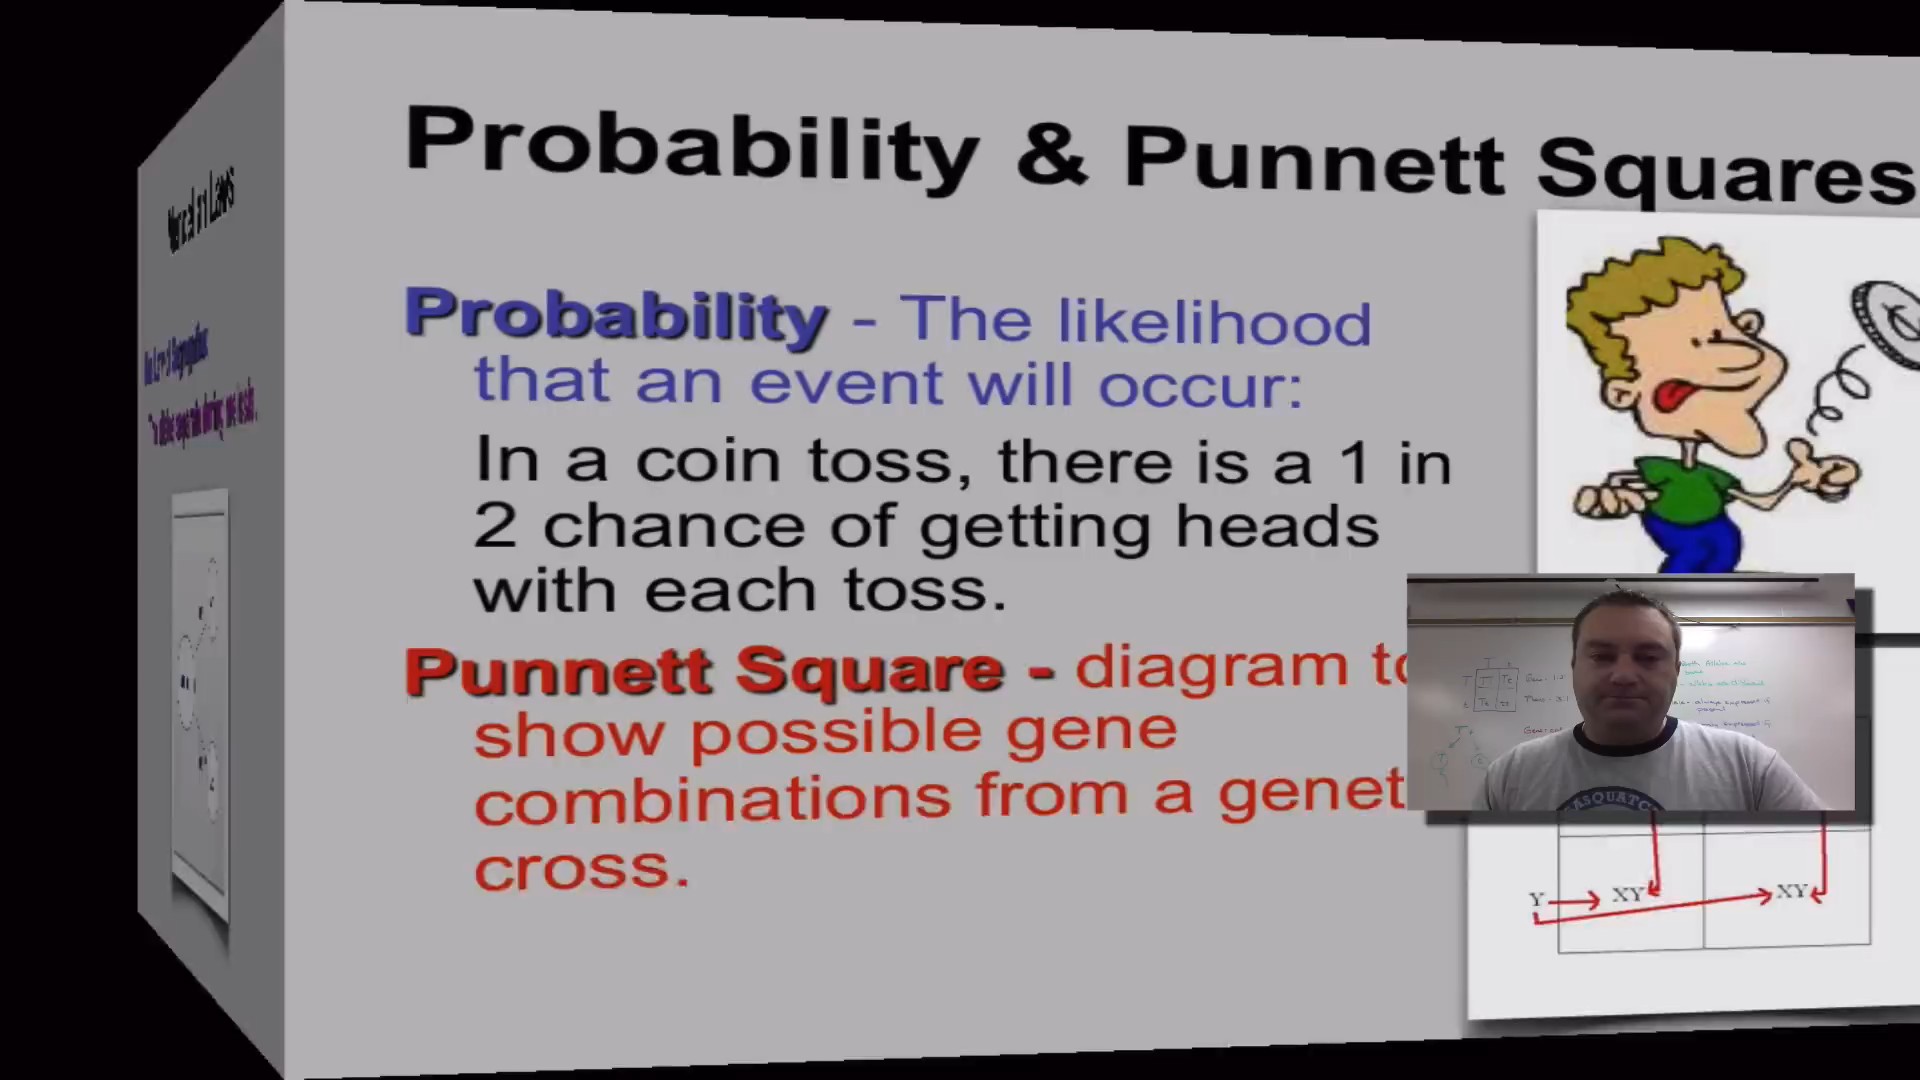 Probability & Punnett Squares
Probability - The likelihood
that an event will occur:
In a coin toss, there is a 1 in
2 chance of getting heads
with each toss.
Punnett Square - diagram to
show possible gene
combinations from a genet
cross.
Y XY XY
SASQUATC